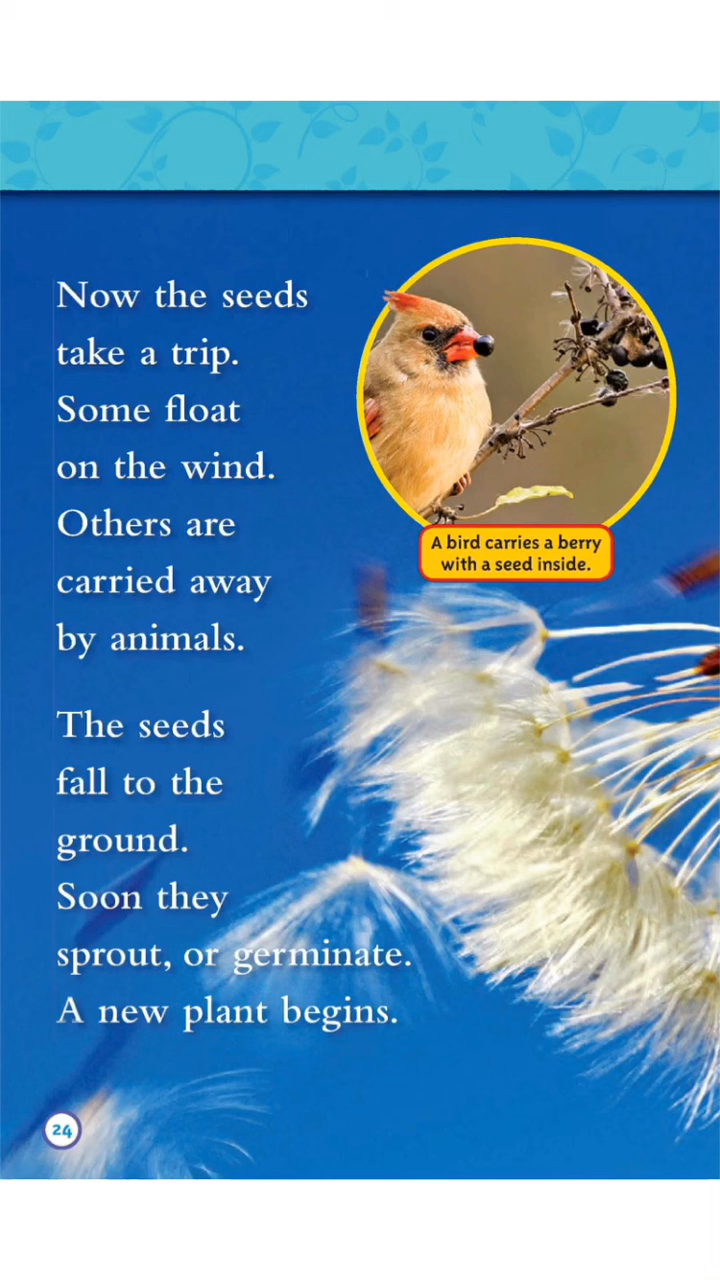 Now the seeds
take a trip.
Some float
on the wind.
Others are
carried away
by animals.
The seeds
fall to the
ground.
Soon they
sprout, or germinate.
A new plant begins.
A bird carries a berry
with a seed inside.
24